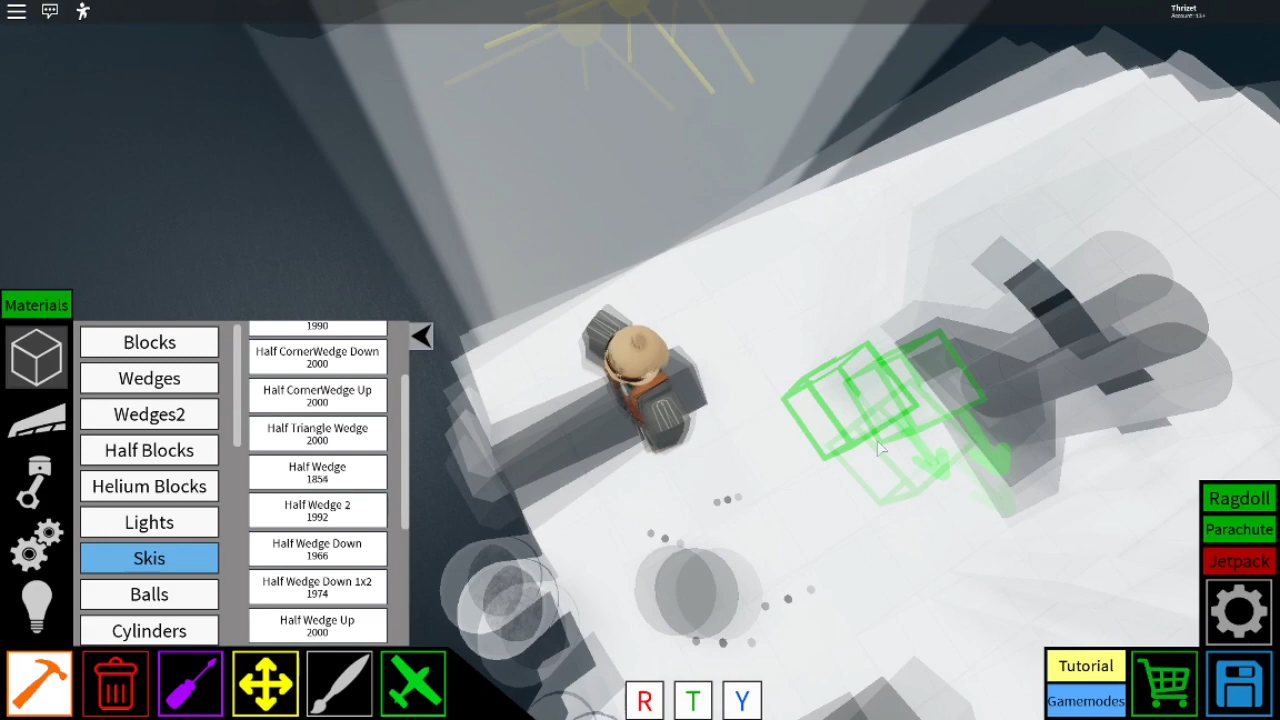 Thrizet
Account: 13+
Materials
Blocks
Wedges
Wedges2
Half Blocks
Helium Blocks
Lights
Skis
Balls
Cylinders
1990
Half CornerWedge Down
2000
Half CornerWedge Up
2000
Half Triangle Wedge
2000
Half Wedge
1854
Half Wedge 2
1992
Half Wedge Down
1966
Half Wedge Down 1x2
1974
Half Wedge Up
2000
Ragdoll
Parachute
Jetpack
Tutorial
Gamemodes
R T Y